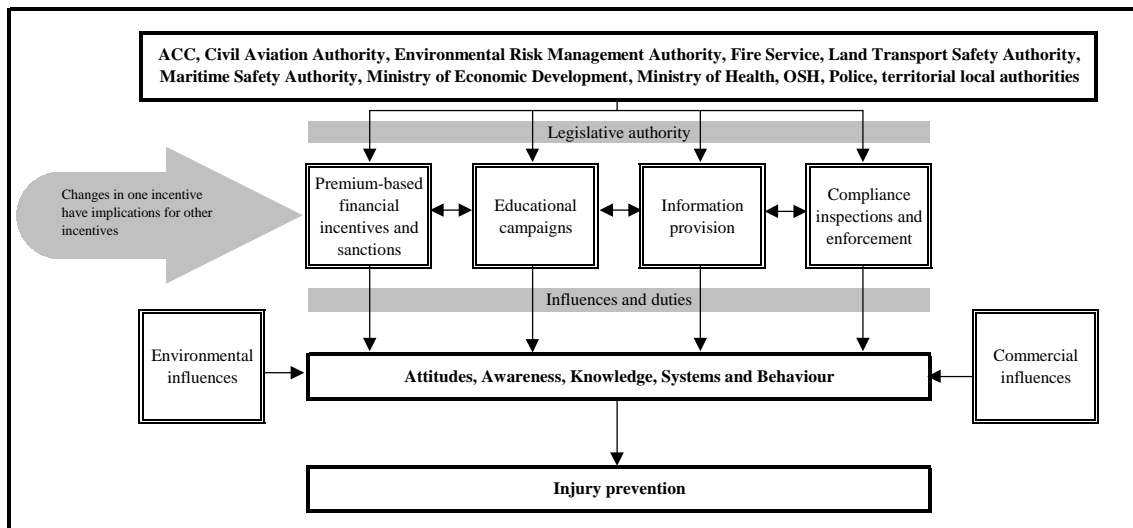 ACC, Civil Aviation Authority, Environmental Risk Management Authority, Fire Service, Land Transport Safety Authority,
Maritime Safety Authority, Ministry of Economic Development, Ministry of Health, OSH, Police, territorial local authorities
Legislative authority
Changes in one incentive
have implications for other
incentives
Premium-based
financial
incentives and
sanctions
Educational
campaigns
Information
provision
Compliance
inspections and
enforcement
Influences and duties
Environmental
influences
Attitudes, Awareness, Knowledge, Systems and Behaviour
Commercial
influences
Injury prevention